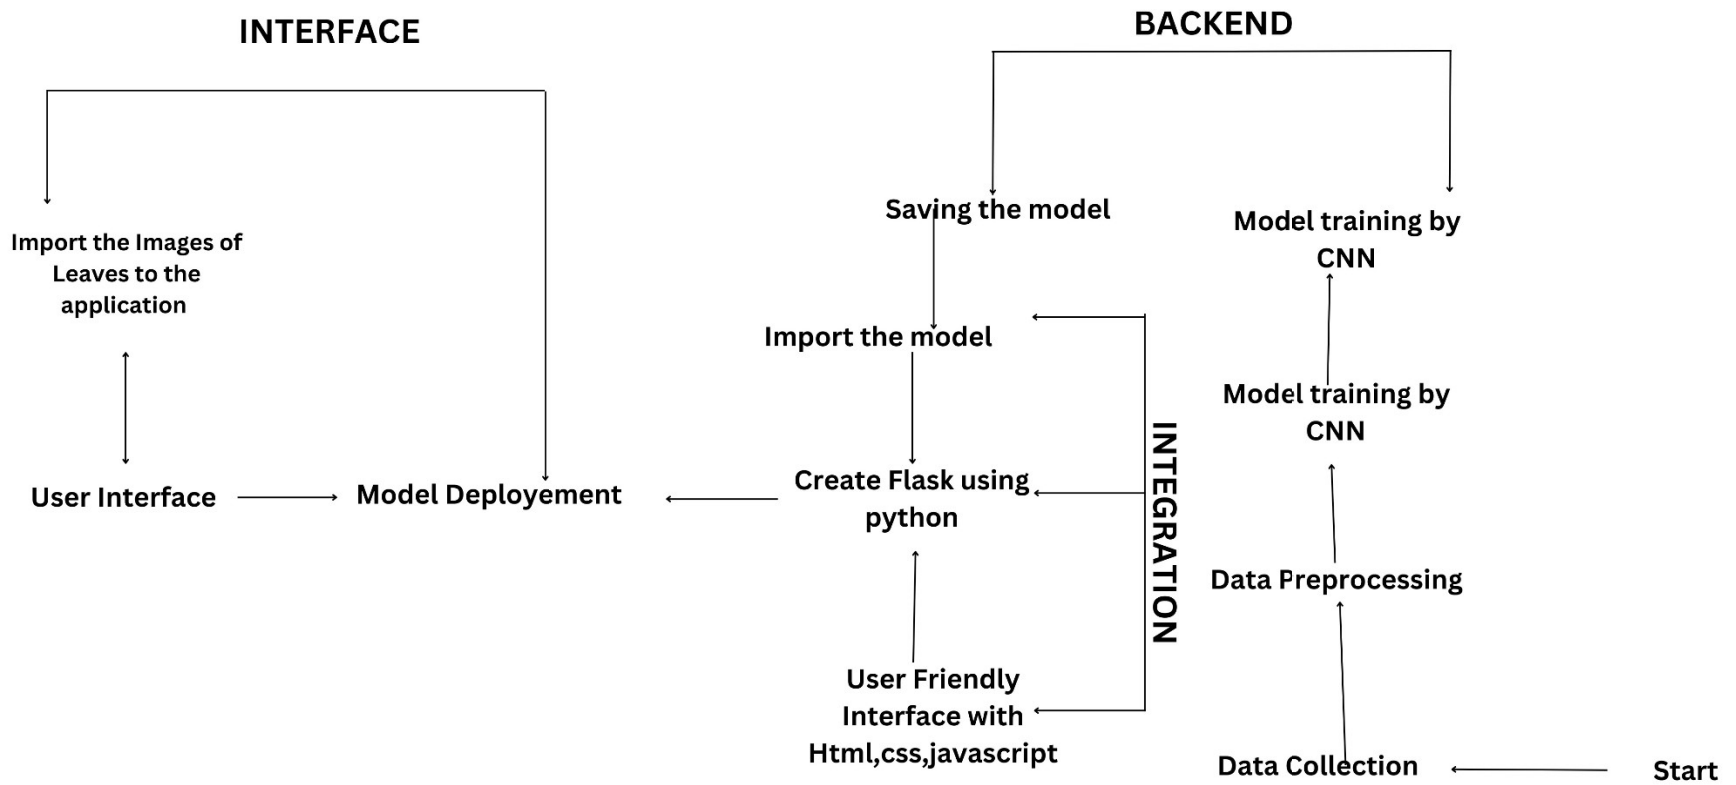 INTERFACE
BACKEND
Import the Images of
Leaves to the
application
User Interface
Model Deployement
Saving the model
Import the model
Create Flask using
python
User Friendly
Interface with
Html,css,javascript
INTEGRATION
Model training by
CNN
Model training by
CNN
Data Preprocessing
Data Collection
Start